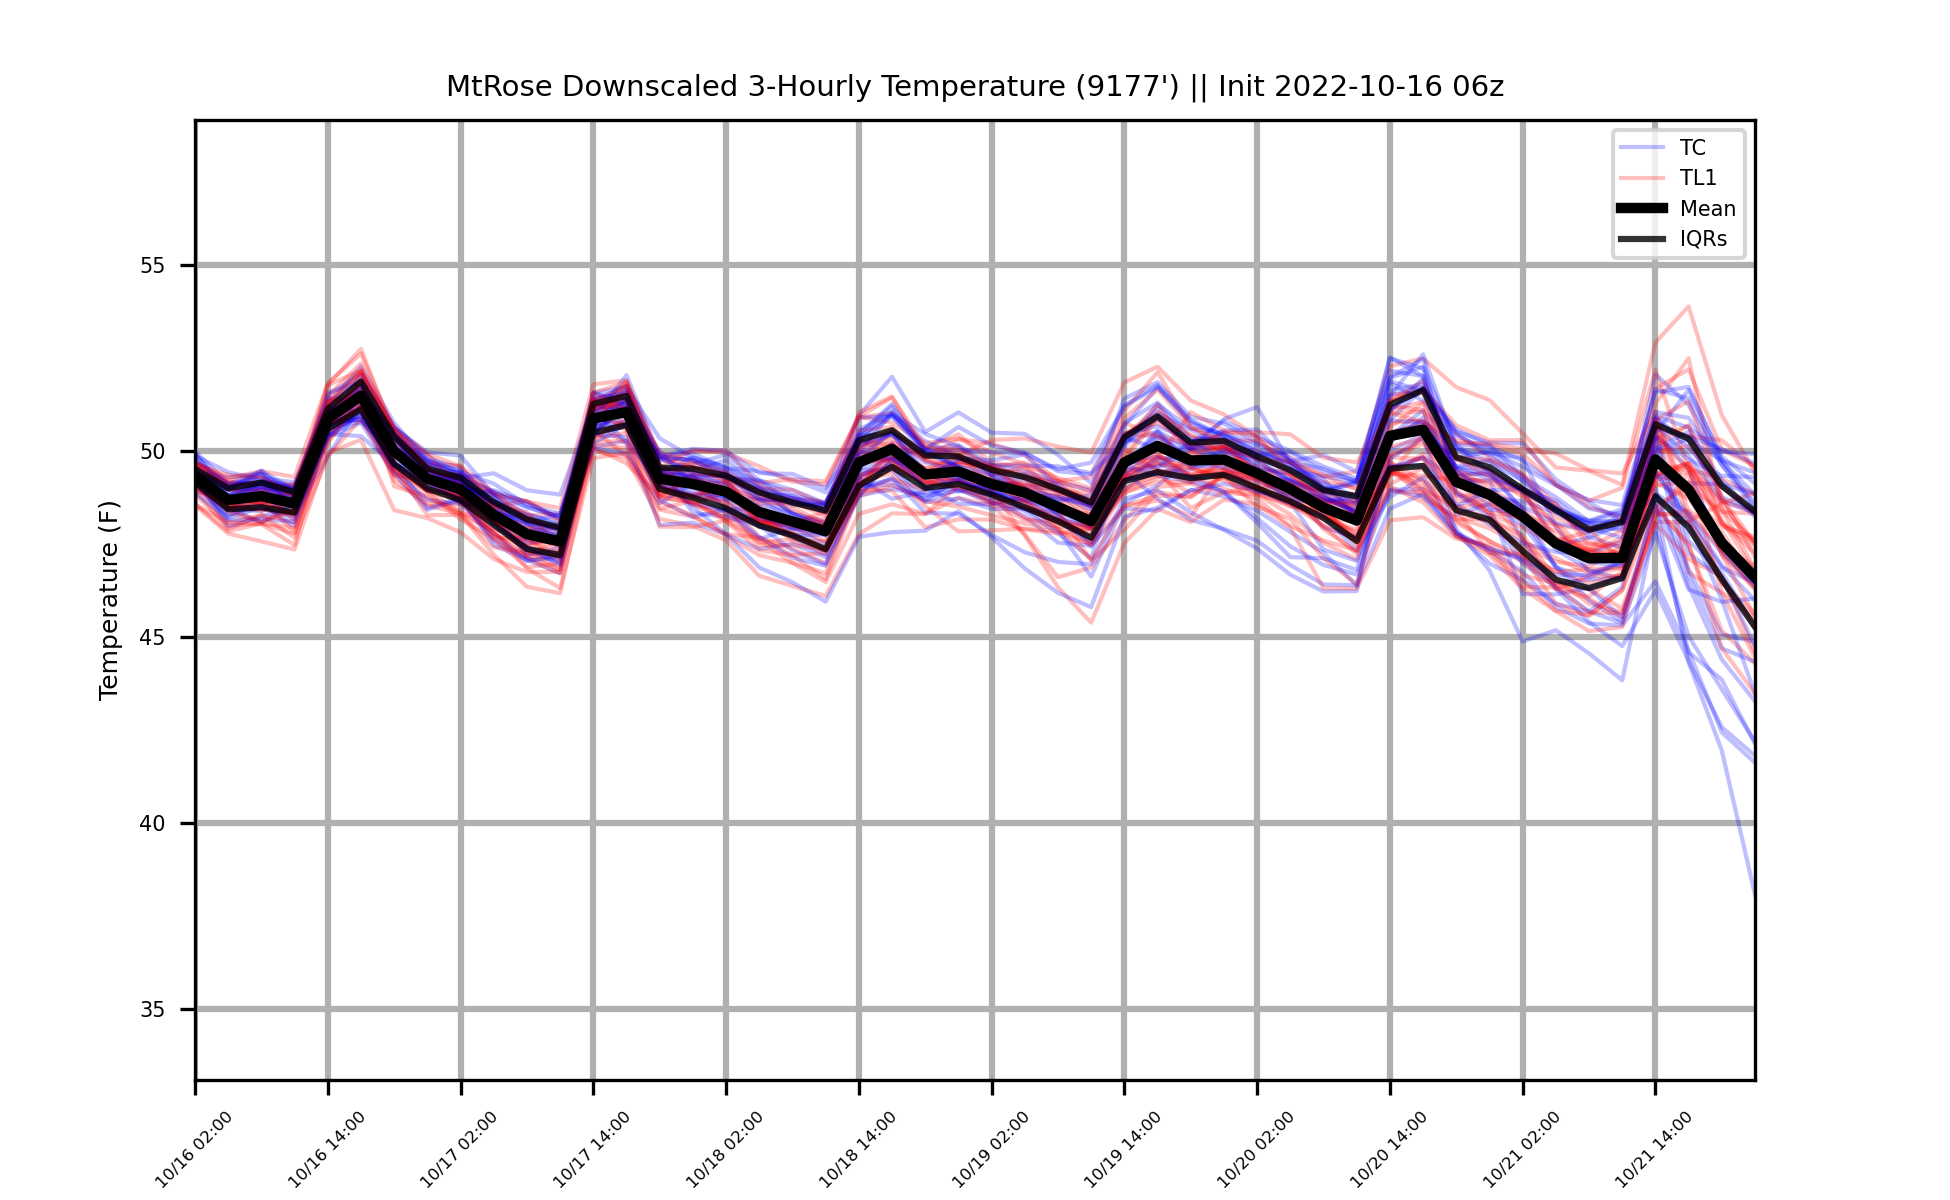 MtRose Downscaled 3-Hourly Temperature (9177') || Init 2022-10-16 06z
TC
TL1
Mean
IQRs
Temperature (F)
55
50
45
40
35
10/16 02:00
10/16 14:00
10/17 02:00
10/17 14:00
10/18 02:00
10/18 14:00
10/19 02:00
10/19 14:00
10/20 02:00
10/20 14:00
10/21 02:00
10/21 14:00